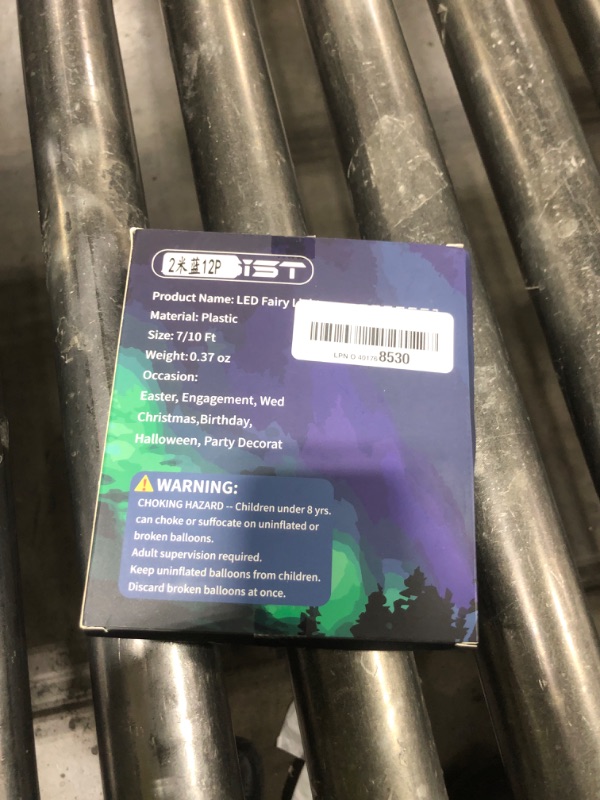 2米蓝12P
Product Name: LED Fairy
Material: Plastic
Size: 7/10 Ft
Weight: 0.37 oz
8530
Occasion:
Easter, Engagement, Wed
Christmas,Birthday,
Halloween, Party Decorat
WARNING:
CHOKING HAZARD -- Children under 8 yrs.
can choke or suffocate on uninflated or
broken balloons.
Adult supervision required.
Keep uninflated balloons from children.
Discard broken balloons at once.